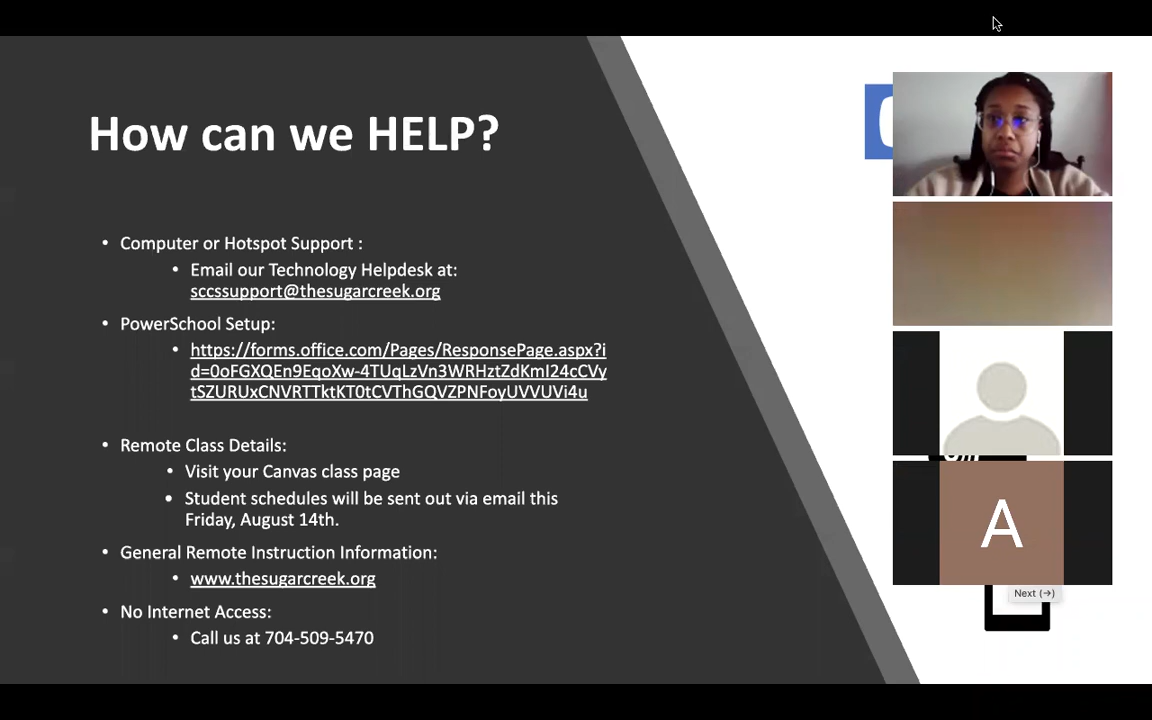 How can we HELP?
• Computer or Hotspot Support :
• Email our Technology Helpdesk at:
sccssupport@thesugarcreek.org
• PowerSchool Setup:
• https://forms.office.com/Pages/ResponsePage.aspx?i
d=0oFGXQEn9EqoXw-4TUqLzVn3WRHztZdKmI24cCVy
tSZURUxCNVRTTktKT0tCVThGQVZPNFoyUVVUVi4u
• Remote Class Details:
• Visit your Canvas class page
• Student schedules will be sent out via email this
Friday, August 14th.
• General Remote Instruction Information:
• www.thesugarcreek.org
• No Internet Access:
• Call us at 704-509-5470
A
Next (→)